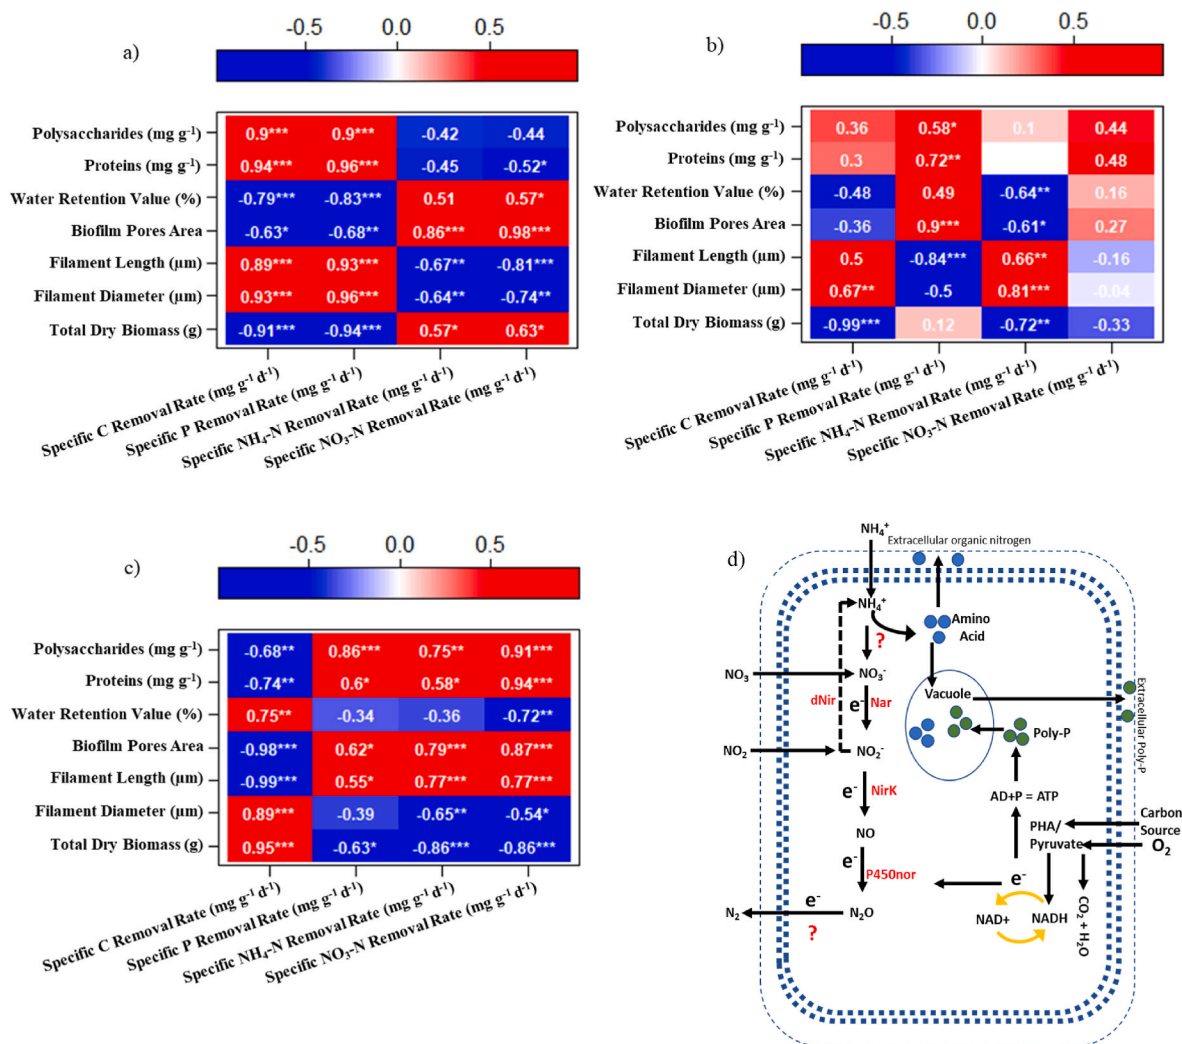 a)
-0.5 0.0 0.5
Polysaccharides (mg g⁻¹) 0.9*** 0.9*** -0.42 -0.44
Proteins (mg g⁻¹) 0.94*** 0.96*** -0.45 -0.52*
Water Retention Value (%) -0.79*** -0.83*** 0.51 0.57*
Biofilm Pores Area -0.63* -0.68** 0.86*** 0.98***
Filament Length (µm) 0.89*** 0.93*** -0.67** -0.81***
Filament Diameter (µm) 0.93*** 0.96*** -0.64** -0.74**
Total Dry Biomass (g) -0.91*** -0.94*** 0.57* 0.63*
Specific C Removal Rate (mg g⁻¹ d⁻¹)
Specific P Removal Rate (mg g⁻¹ d⁻¹)
Specific NH₄-N Removal Rate (mg g⁻¹ d⁻¹)
Specific NO₃-N Removal Rate (mg g⁻¹ d⁻¹)
b)
-0.5 0.0 0.5
Polysaccharides (mg g⁻¹) 0.36 0.58* 0.1 0.44
Proteins (mg g⁻¹) 0.3 0.72** 0.48
Water Retention Value (%) -0.48 0.49 -0.64** 0.16
Biofilm Pores Area -0.36 0.9*** -0.61* 0.27
Filament Length (µm) 0.5 -0.84*** 0.66** -0.16
Filament Diameter (µm) 0.67** -0.5 0.81*** -0.04
Total Dry Biomass (g) -0.99*** 0.12 -0.72** -0.33
Specific C Removal Rate (mg g⁻¹ d⁻¹)
Specific P Removal Rate (mg g⁻¹ d⁻¹)
Specific NH₄-N Removal Rate (mg g⁻¹ d⁻¹)
Specific NO₃-N Removal Rate (mg g⁻¹ d⁻¹)
c)
-0.5 0.0 0.5
Polysaccharides (mg g⁻¹) -0.68** 0.86*** 0.75** 0.91***
Proteins (mg g⁻¹) -0.74** 0.6* 0.58* 0.94***
Water Retention Value (%) 0.75** -0.34 -0.36 -0.72**
Biofilm Pores Area -0.98*** 0.62* 0.79*** 0.87***
Filament Length (µm) -0.99*** 0.55* 0.77*** 0.77***
Filament Diameter (µm) 0.89*** -0.39 -0.65** -0.54*
Total Dry Biomass (g) 0.95*** -0.63* -0.86*** -0.86***
Specific C Removal Rate (mg g⁻¹ d⁻¹)
Specific P Removal Rate (mg g⁻¹ d⁻¹)
Specific NH₄-N Removal Rate (mg g⁻¹ d⁻¹)
Specific NO₃-N Removal Rate (mg g⁻¹ d⁻¹)
d)
NH₄⁺
Extracellular organic nitrogen
NH₄⁺
Amino
Acid
?
NO₃
NO₃⁻
Vacuole
Extracellular Poly-P
dNir
e⁻ Nar
Poly-P
NO₂
NO₂⁻
e⁻ NirK
AD+P = ATP
Carbon
Source
PHA/
Pyruvate
O₂
NO
e⁻
P450nor
e⁻
N₂
e⁻
?
N₂O
NAD+
NADH
CO₂ + H₂O